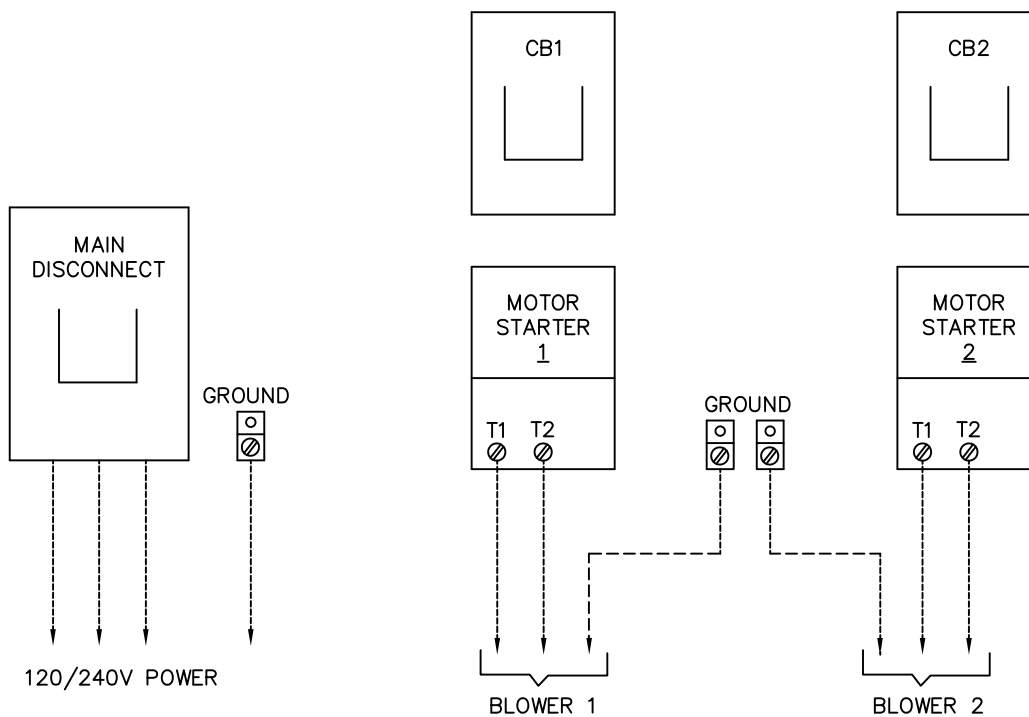 CB1
CB2
MAIN
DISCONNECT
MOTOR
STARTER
1
MOTOR
STARTER
2
GROUND
GROUND
T1 T2
T1 T2
120/240V POWER
BLOWER 1
BLOWER 2